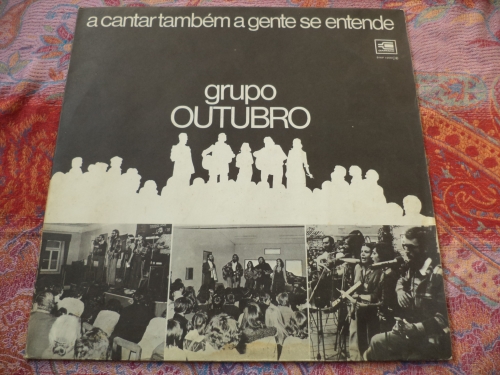 a cantar também a gente se entende
grupo
OUTUBRO